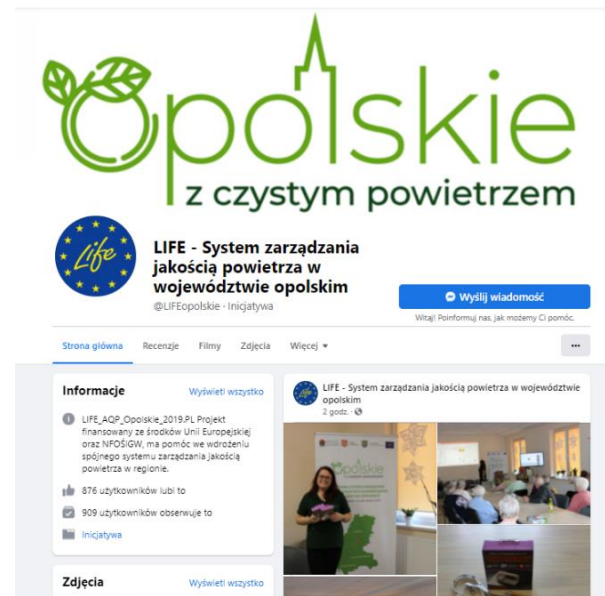 Opolskie
z czystym powietrzem
Life
LIFE - System zarządzania
jakością powietrza w
województwie opolskim
@LIFEopolskie · Inicjatywa
Wyślij wiadomość
Witaj! Poinformuj nas, jak możemy Ci pomóc.
Strona główna Recenzje Filmy Zdjęcia Więcej
Informacje Wyświetl wszystko
LIFE_AQP_Opolskie_2019.PL Projekt
finansowany ze środków Unii Europejskiej
oraz NFOŚiGW, ma pomóc we wdrożeniu
spójnego systemu zarządzania jakością
powietrza w regionie.
876 użytkowników lubi to
909 użytkowników obserwuje to
Inicjatywa
Zdjęcia Wyświetl wszystko
LIFE - System zarządzania jakością powietrza w województwie
opolskim
2 godz. ·
Opolskie